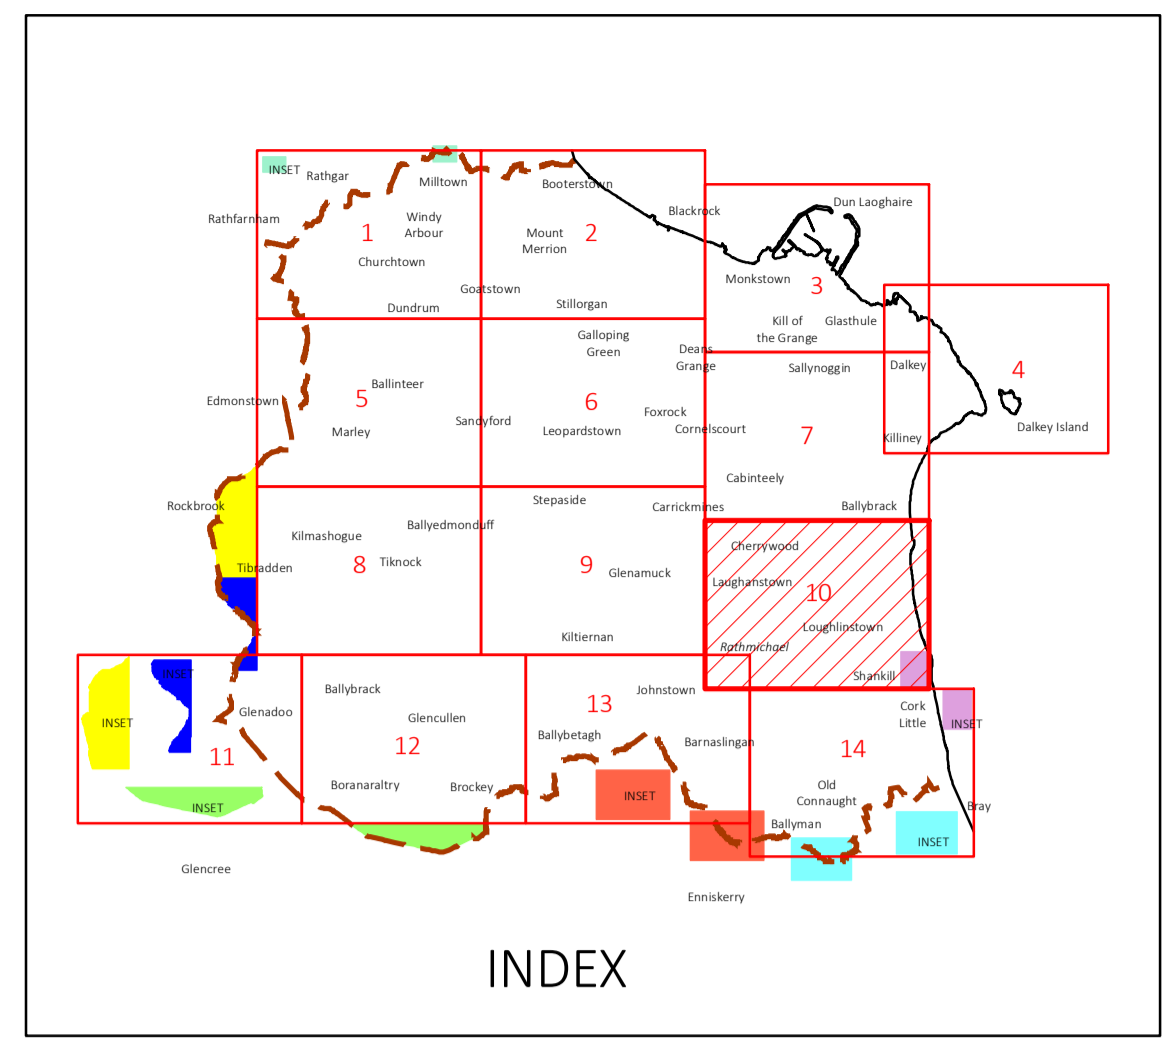 INSET
Rathgar
Milltown
Booterstown
Rathfarnham
Windy
Arbour
1
Mount
Merrion
2
Blackrock
Dun Laoghaire
Churchtown
Goatstown
Dundrum
Stillorgan
Monkstown
3
Kill of
the Grange
Glasthule
Galloping
Green
Deans
Grange
Sallynoggin
Dalkey
4
Edmonstown
Ballinteer
5
Marley
Sandyford
6
Leopardstown
Foxrock
Cornelscourt
7
Killiney
Dalkey Island
Cabinteely
Rockbrook
Stepaside
Carrickmines
Ballybrack
Kilmashogue
Ballyedmonduff
Tibradden
8
Tiknock
9
Glenamuck
Cherrywood
Laughanstown
10
Loughlinstown
Kiltiernan
Rathmichael
Shankill
INSET
INSET
Glenadoo
11
INSET
Ballybrack
Glencullen
12
Boranaraltry
Brockey
Johnstown
13
Ballybetagh
Barnaslingan
INSET
Cork
Little
INSET
14
Old
Connaught
Ballyman
Bray
INSET
Glencree
Enniskerry
INDEX